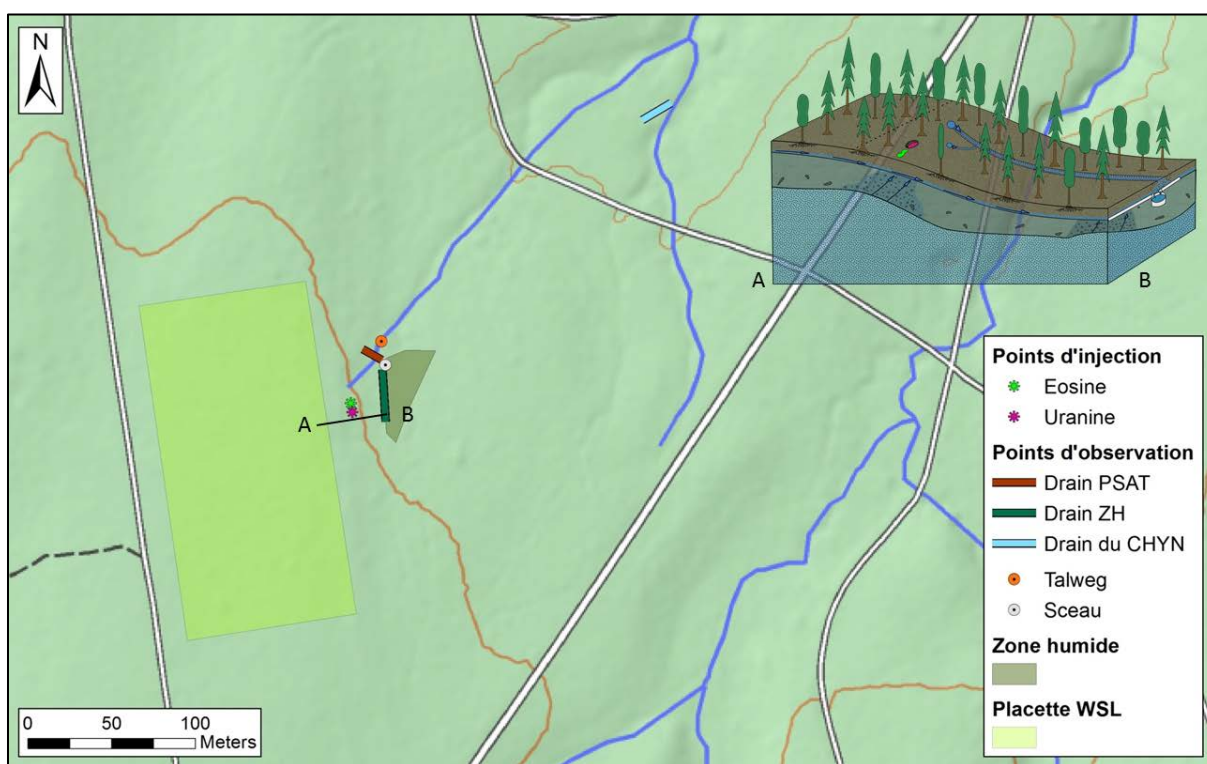 N
A
B
A
B
Points d'injection
Eosine
Uranine
Points d'observation
Drain PSAT
Drain ZH
Drain du CHYN
Talweg
Sceau
Zone humide
Placette WSL
0 50 100
Meters